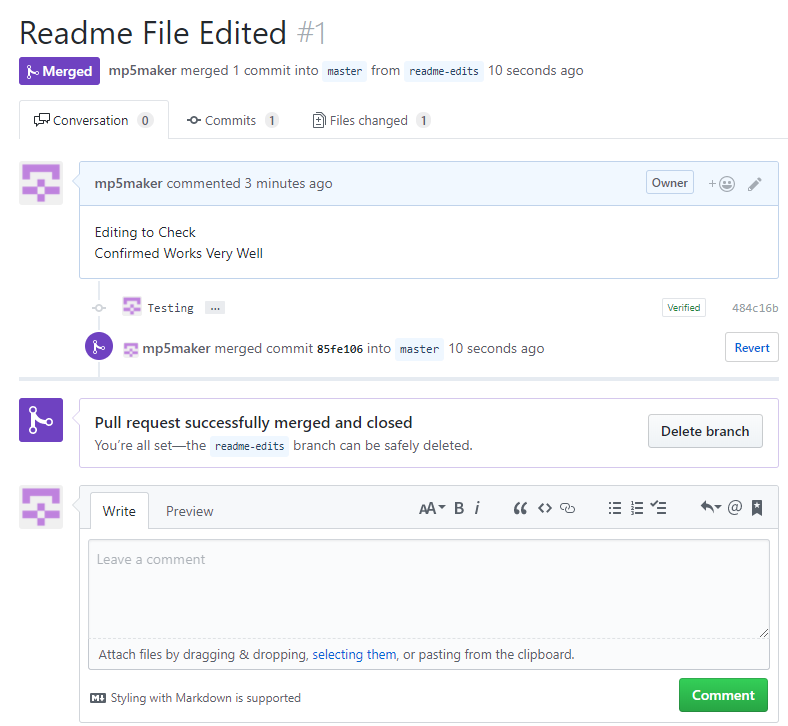 Readme File Edited #1
Merged mp5maker merged 1 commit into master from readme-edits 10 seconds ago
Conversation 0 Commits 1 Files changed 1
mp5maker commented 3 minutes ago Owner
Editing to Check
Confirmed Works Very Well
Testing … Verified 484c16b
mp5maker merged commit 85fe106 into master 10 seconds ago Revert
Pull request successfully merged and closed
You’re all set—the readme-edits branch can be safely deleted.
Delete branch
Write Preview AA B i
Leave a comment
Attach files by dragging & dropping, selecting them, or pasting from the clipboard.
Styling with Markdown is supported
Comment